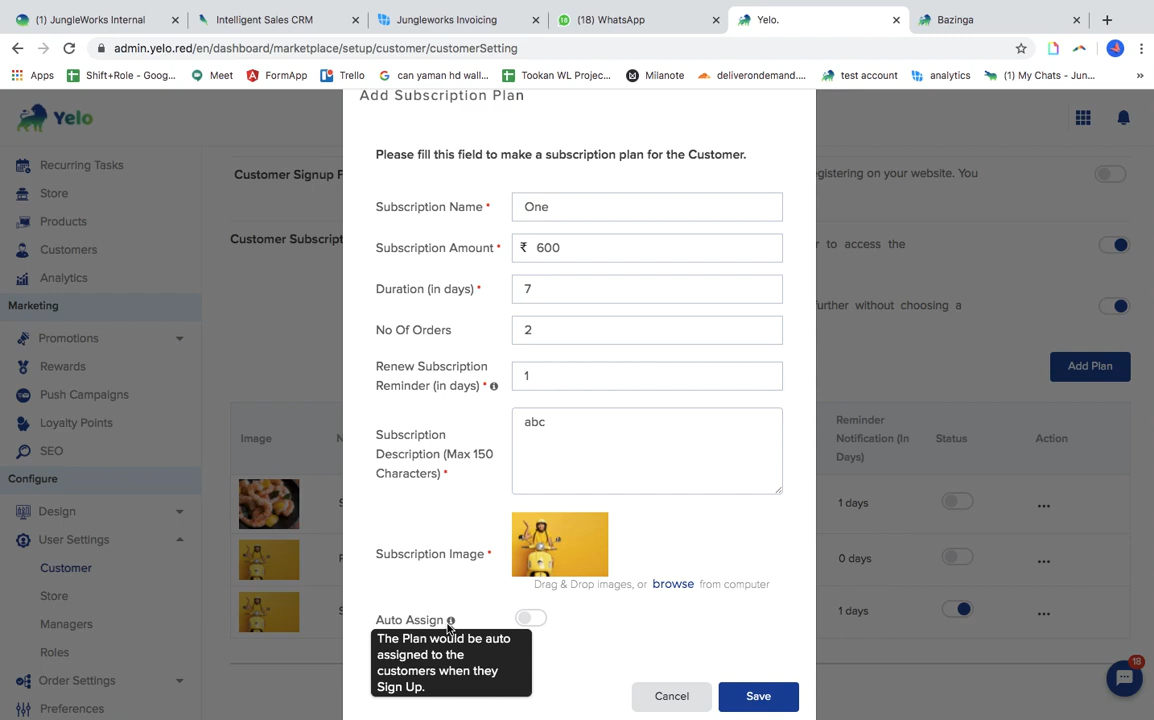 (1) JungleWorks Internal
Intelligent Sales CRM
Jungleworks Invoicing
(18) WhatsApp
Yelo.
Bazinga
admin.yelo.red/en/dashboard/marketplace/setup/customer/customerSetting
Apps
Shift+Role - Goog...
Meet
FormApp
Trello
can yaman hd wall...
Tookan WL Projec...
Milanote
deliverondemand....
test account
analytics
(1) My Chats - Jun...
»
Yelo
Recurring Tasks
Store
Products
Customers
Analytics
Marketing
Promotions
Rewards
Push Campaigns
Loyalty Points
SEO
Configure
Design
User Settings
Customer
Store
Managers
Roles
Order Settings
Preferences
Customer Signup F
egistering on your website. You
Customer Subscript
r to access the
further without choosing a
Add Plan
Image
N
Reminder
Notification (In
Days)
Status
Action
S
1 days
...
F
0 days
...
S
1 days
...
Add Subscription Plan
Please fill this field to make a subscription plan for the Customer.
Subscription Name *
One
Subscription Amount *
₹ 600
Duration (in days) *
7
No Of Orders
2
Renew Subscription
Reminder (in days) *
1
Subscription
Description (Max 150
Characters) *
abc
Subscription Image *
Drag & Drop images, or browse from computer
Auto Assign
The Plan would be auto
assigned to the
customers when they
Sign Up.
Cancel
Save
18